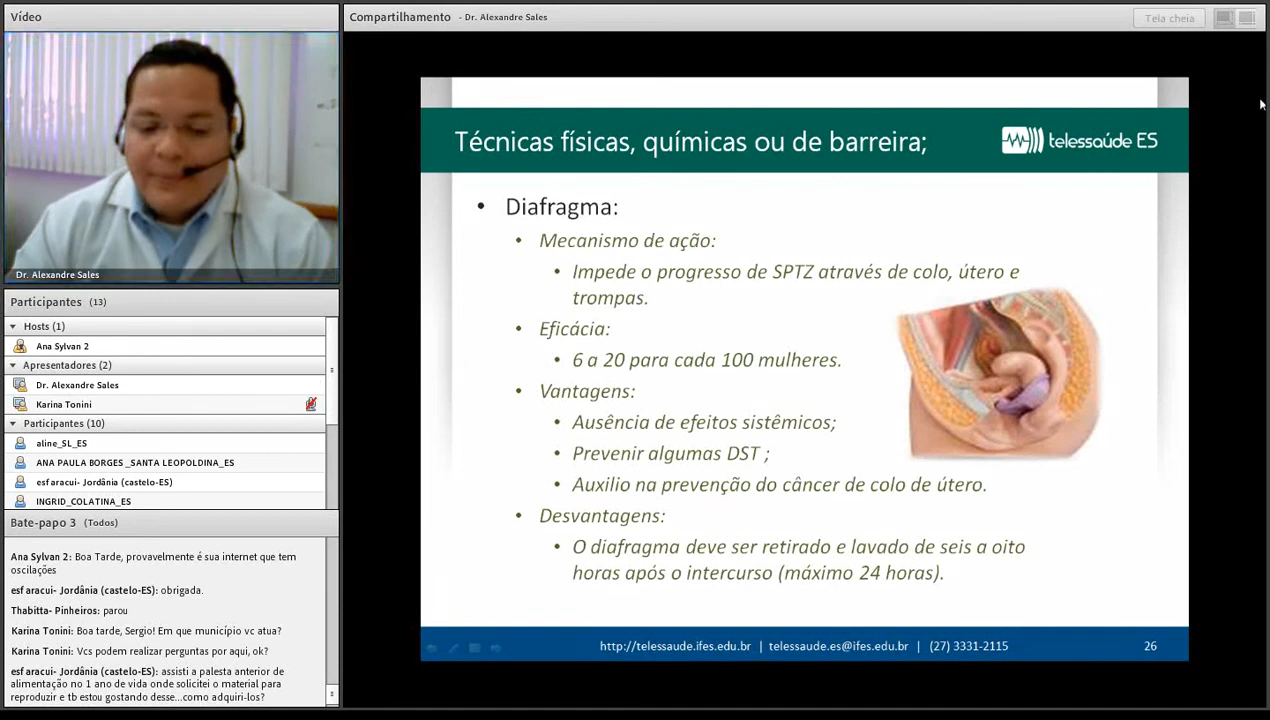 Vídeo
Dr. Alexandre Sales
Participantes (13)
Hosts (1)
Ana Sylvan 2
Apresentadores (2)
Dr. Alexandre Sales
Karina Tonini
Participantes (10)
aline_SL_ES
ANA PAULA BORGES _SANTA LEOPOLDINA_ES
esf aracui- Jordânia (castelo-ES)
INGRID_COLATINA_ES
Bate-papo 3 (Todos)
Ana Sylvan 2: Boa Tarde, provavelmente é sua internet que tem
oscilações
esf aracui- Jordânia (castelo-ES): obrigada.
Thabitta- Pinheiros: parou
Karina Tonini: Boa tarde, Sergio! Em que município vc atua?
Karina Tonini: Vcs podem realizar perguntas por aqui, ok?
esf aracui- Jordânia (castelo-ES): assisti a palesta anterior de
alimentação no 1 ano de vida onde solicitei o material para
reproduzir e tb estou gostando desse...como adquiri-los?
Compartilhamento - Dr. Alexandre Sales
Tela cheia
Técnicas físicas, químicas ou de barreira;
telessaúde ES
• Diafragma:
• Mecanismo de ação:
• Impede o progresso de SPTZ através de colo, útero e
trompas.
• Eficácia:
• 6 a 20 para cada 100 mulheres.
• Vantagens:
• Ausência de efeitos sistêmicos;
• Prevenir algumas DST ;
• Auxilio na prevenção do câncer de colo de útero.
• Desvantagens:
• O diafragma deve ser retirado e lavado de seis a oito
horas após o intercurso (máximo 24 horas).
http://telessaude.ifes.edu.br | telessaude.es@ifes.edu.br | (27) 3331-2115
26